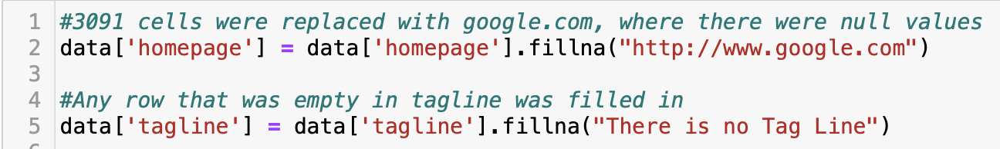 1 #3091 cells were replaced with google.com, where there were null values
2 data['homepage'] = data['homepage'].fillna("http://www.google.com")
3
4 #Any row that was empty in tagline was filled in
5 data['tagline'] = data['tagline'].fillna("There is no Tag Line")